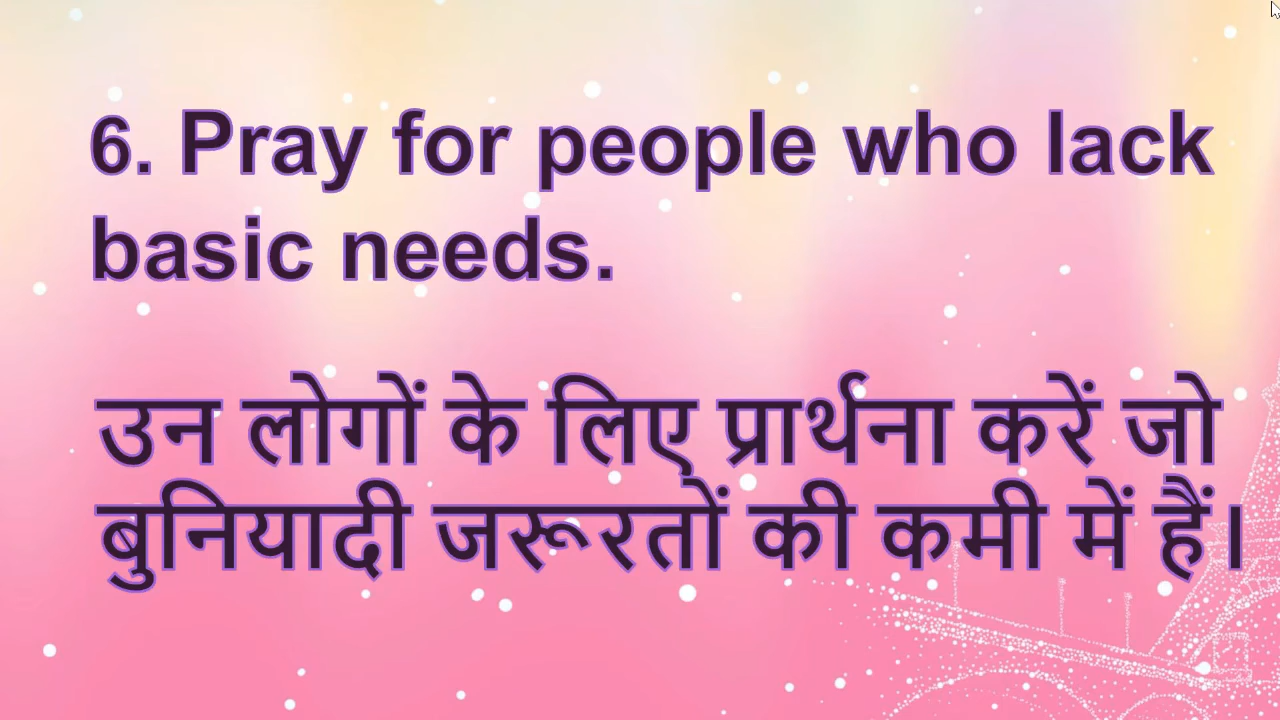 6. Pray for people who lack
basic needs.
उन लोगों के लिए प्रार्थना करें जो
बुनियादी जरूरतों की कमी में हैं।